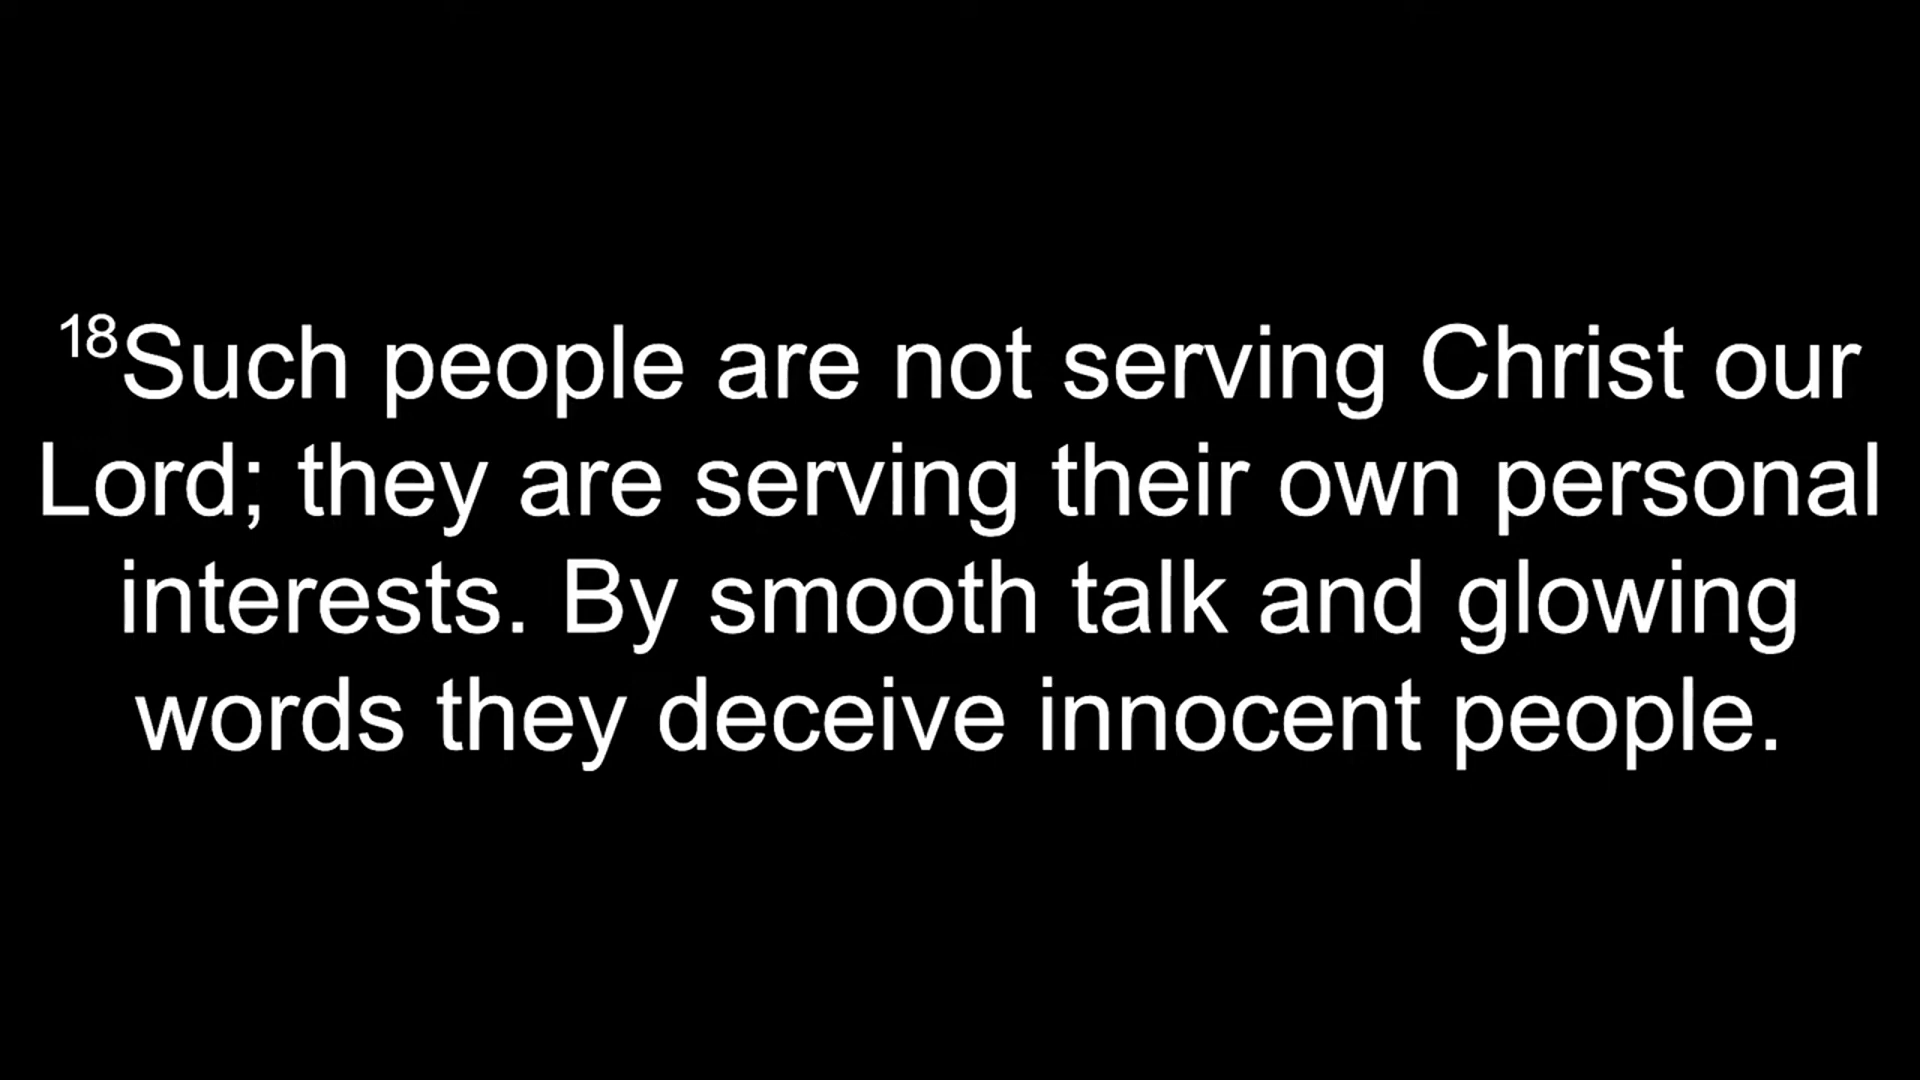 18Such people are not serving Christ our
Lord; they are serving their own personal
interests. By smooth talk and glowing
words they deceive innocent people.